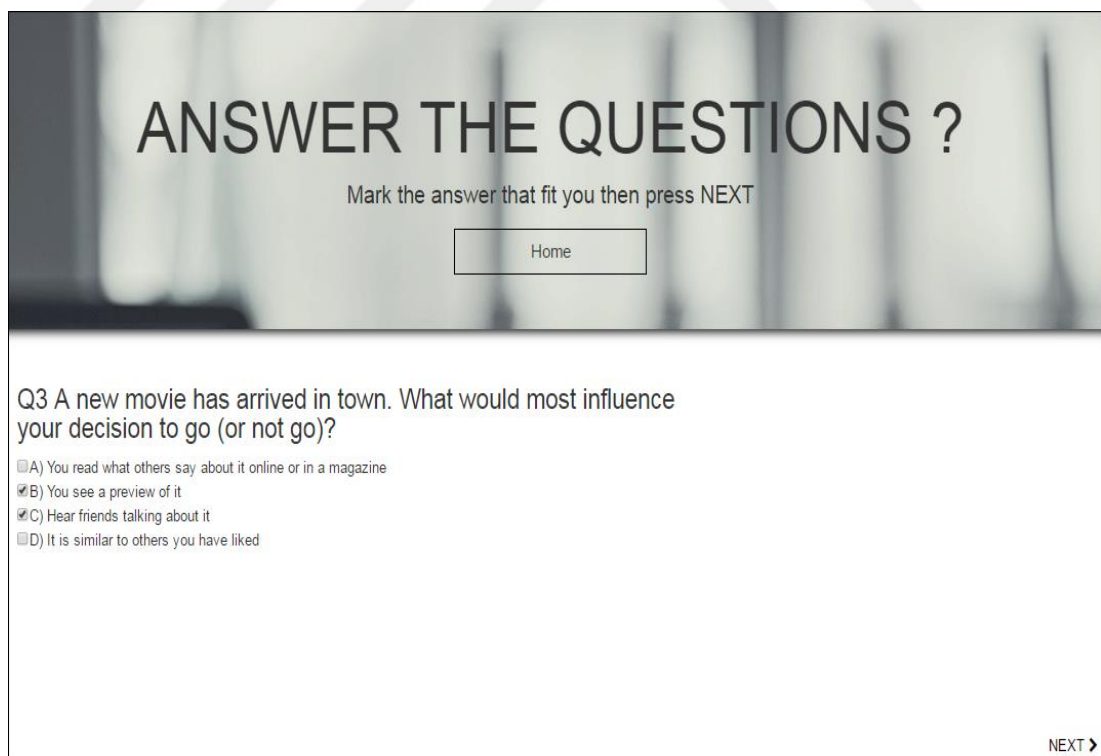 ANSWER THE QUESTIONS ?
Mark the answer that fit you then press NEXT
Home
Q3 A new movie has arrived in town. What would most influence
your decision to go (or not go)?
A) You read what others say about it online or in a magazine
B) You see a preview of it
C) Hear friends talking about it
D) It is similar to others you have liked
NEXT